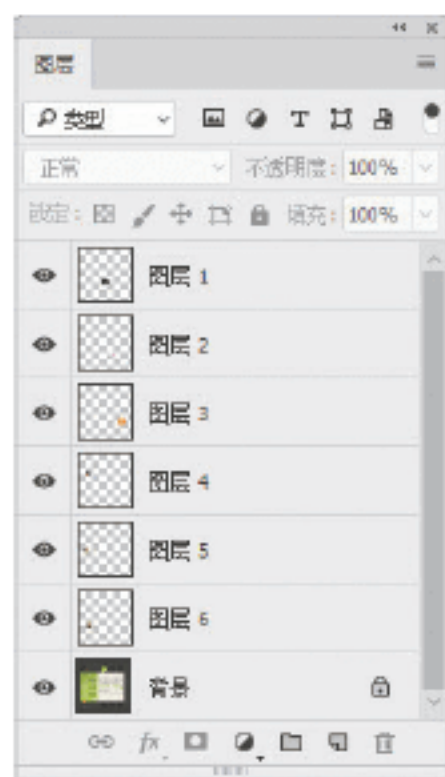 图层
类型
正常 不透明度: 100%
锁定: 填充: 100%
图层 1
图层 2
图层 3
图层 4
图层 5
图层 6
背景
fx